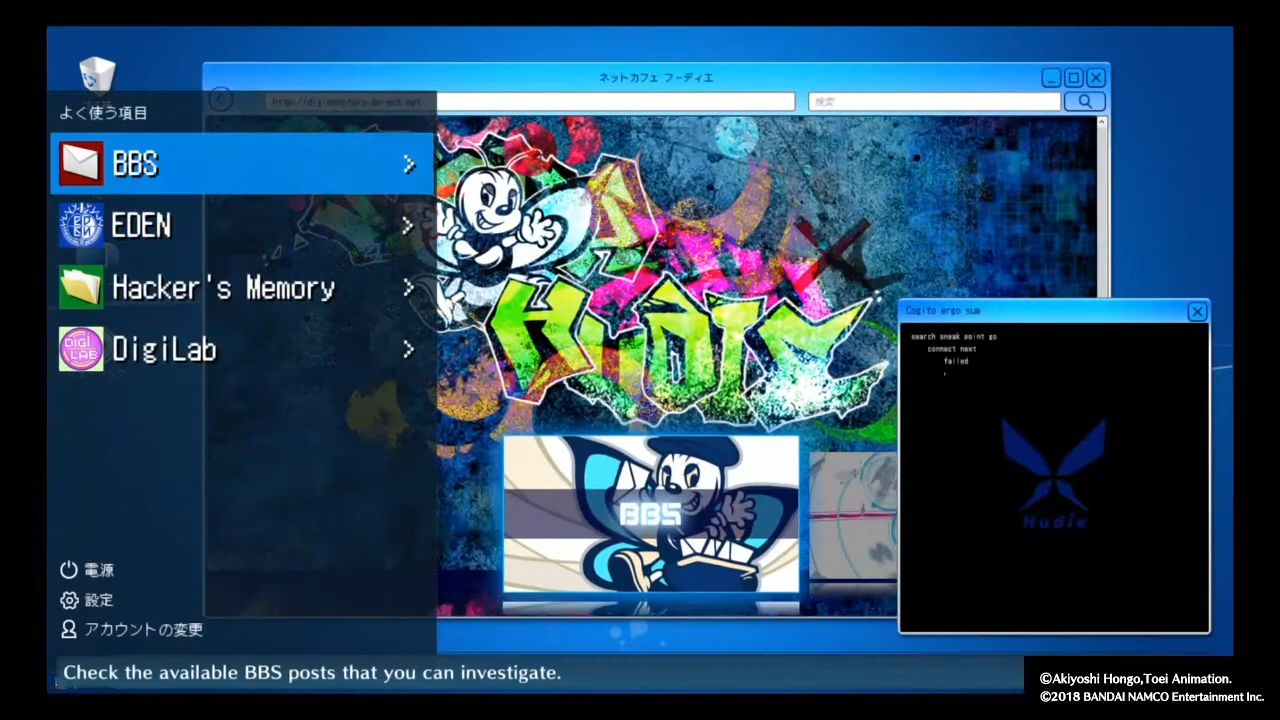 ネットカフェ フーディエ
検索
よく使う項目
BBS
EDEN
Hacker's Memory
DigiLab
DIGI
LAB
Hudie
BBS
Cogito ergo sum
search sneak point go
connect next
failed
Hudie
電源
設定
アカウントの変更
Check the available BBS posts that you can investigate.
©Akiyoshi Hongo,Toei Animation.
©2018 BANDAI NAMCO Entertainment Inc.